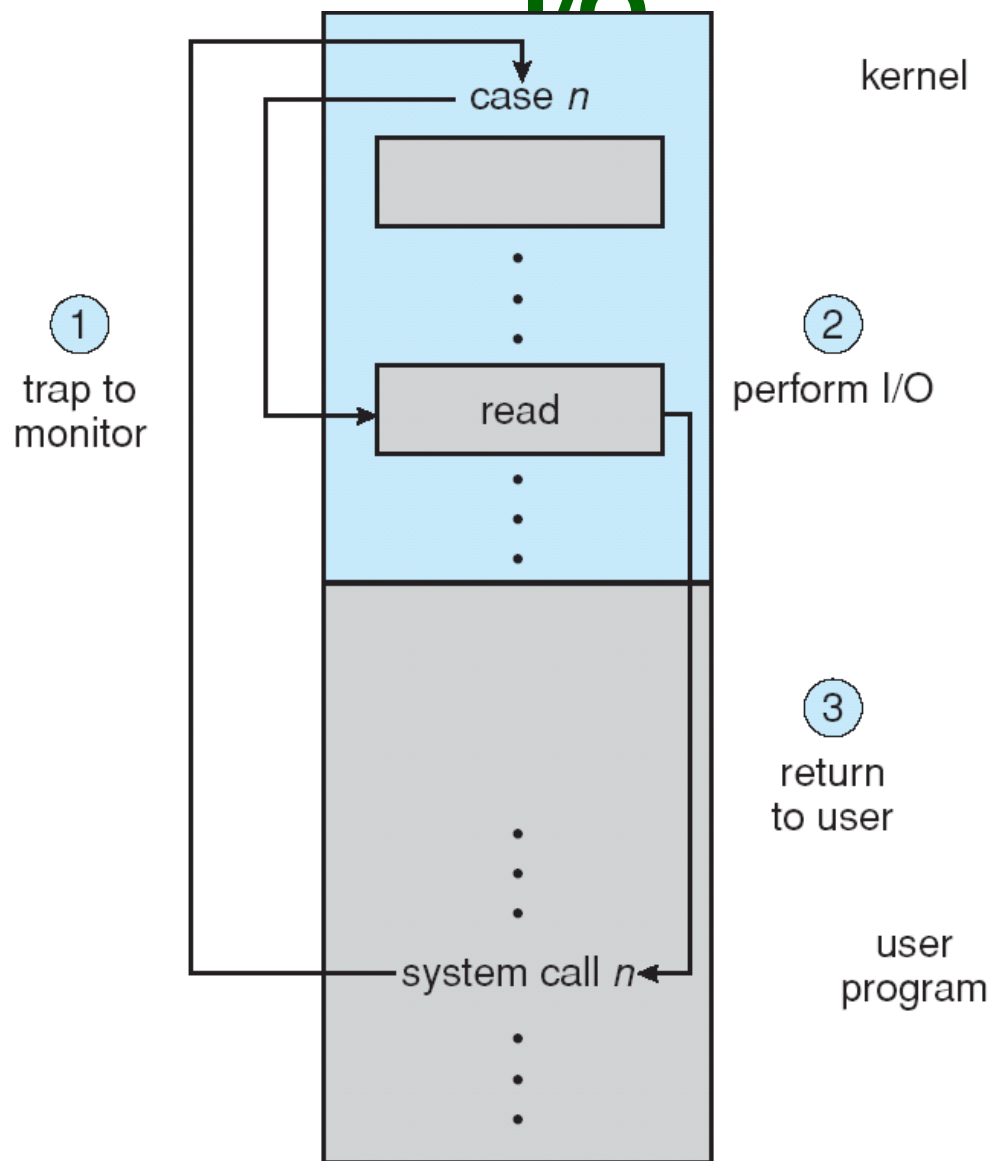 I/O
case n
kernel
1
trap to
monitor
2
perform I/O
read
3
return
to user
system call n
user
program